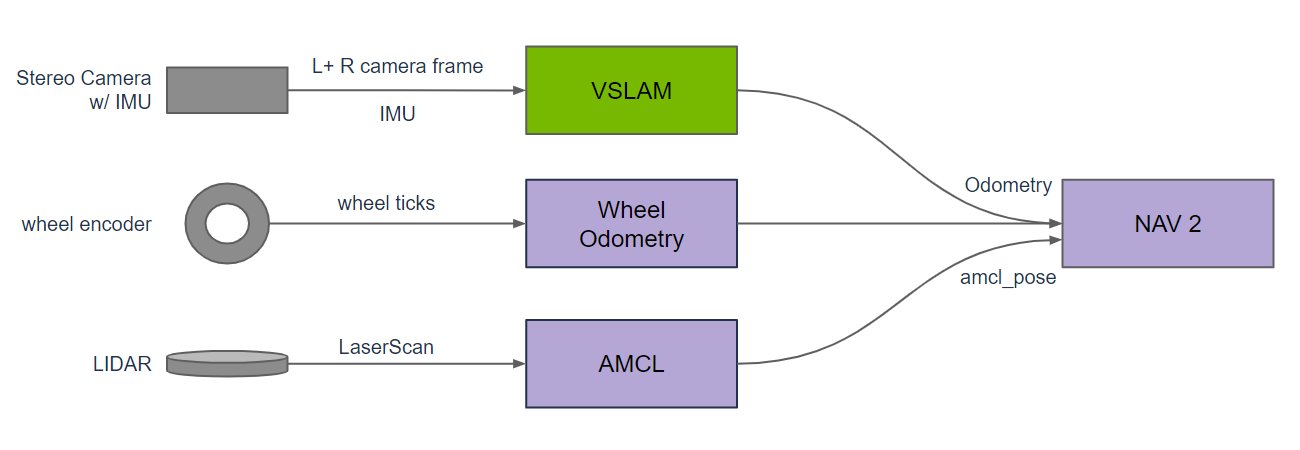 Stereo Camera
w/ IMU
L+ R camera frame
IMU
VSLAM
wheel encoder
wheel ticks
Wheel
Odometry
Odometry
NAV 2
amcl_pose
LIDAR
LaserScan
AMCL